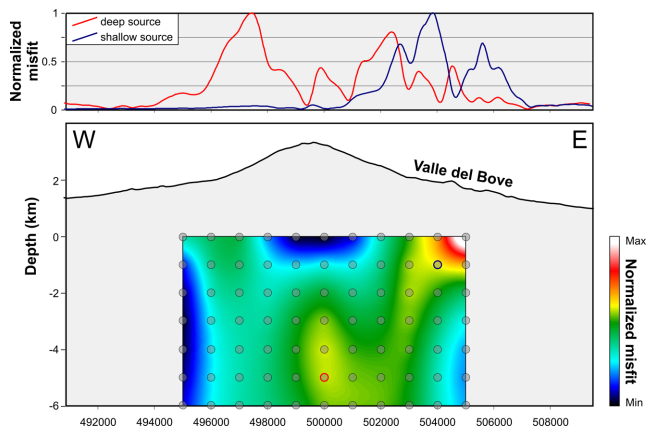 1
0.5
0
Normalized
misfit
deep source
shallow source
W
E
Valle del Bove
Depth (km)
2
0
-2
-4
-6
492000 494000 496000 498000 500000 502000 504000 506000 508000
Max
Min
Normalized misfit